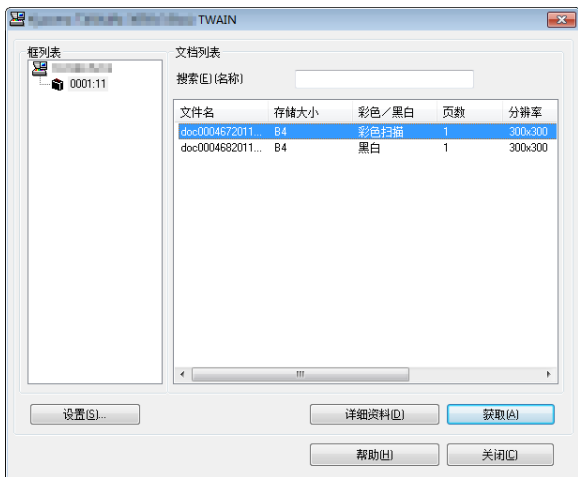 TWAIN
框列表
0001:11
文档列表
搜索(E)(名称)
文件名 存储大小 彩色／黑白 页数 分辨率
doc0004672011... B4 彩色扫描 1 300x300
doc0004682011... B4 黑白 1 300x300
设置(S)... 详细资料(D) 获取(A)
帮助(H) 关闭(C)